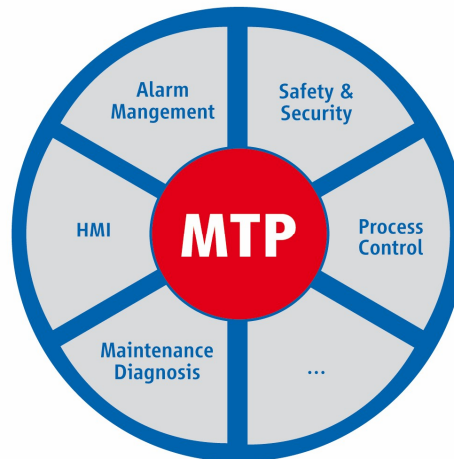 Alarm
Mangement
Safety &
Security
HMI
MTP
Process
Control
Maintenance
Diagnosis
...